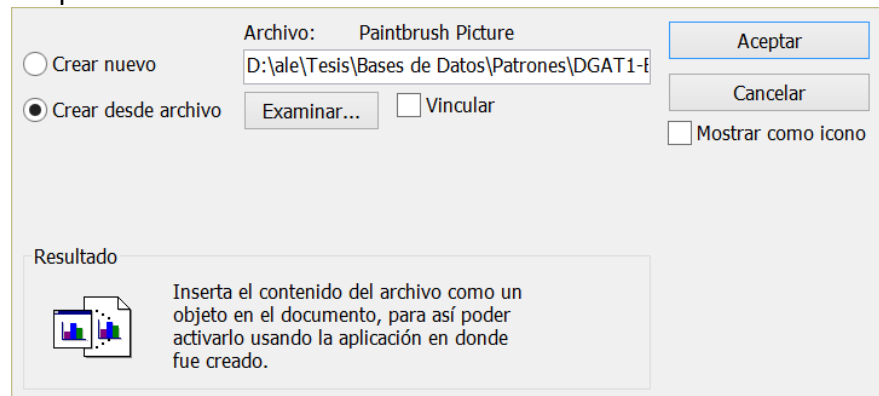 Archivo: Paintbrush Picture
Aceptar
Crear nuevo
D:\ale\Tesis\Bases de Datos\Patrones\DGAT1-E
Cancelar
Crear desde archivo
Examinar...
Vincular
Mostrar como icono
Resultado
Inserta el contenido del archivo como un
objeto en el documento, para así poder
activarlo usando la aplicación en donde
fue creado.